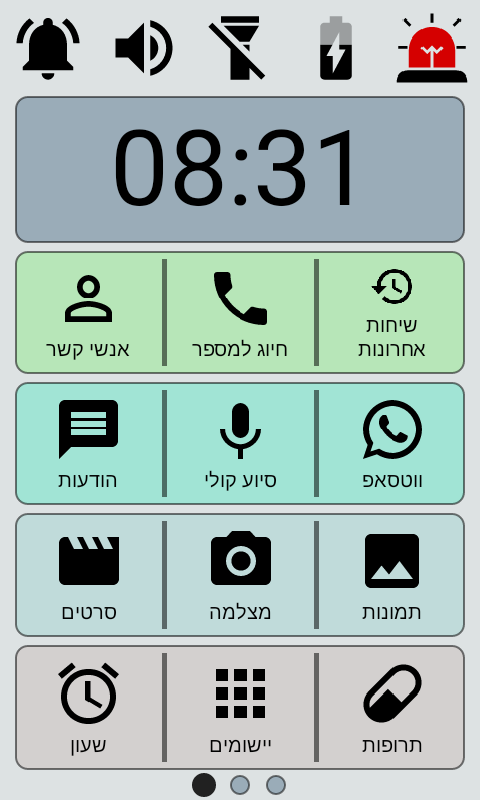 08:31
שיחות
אחרונות
חיוג למספר
אנשי קשר
ווטסאפ
סיוע קולי
הודעות
תמונות
מצלמה
סרטים
תרופות
יישומים
שעון